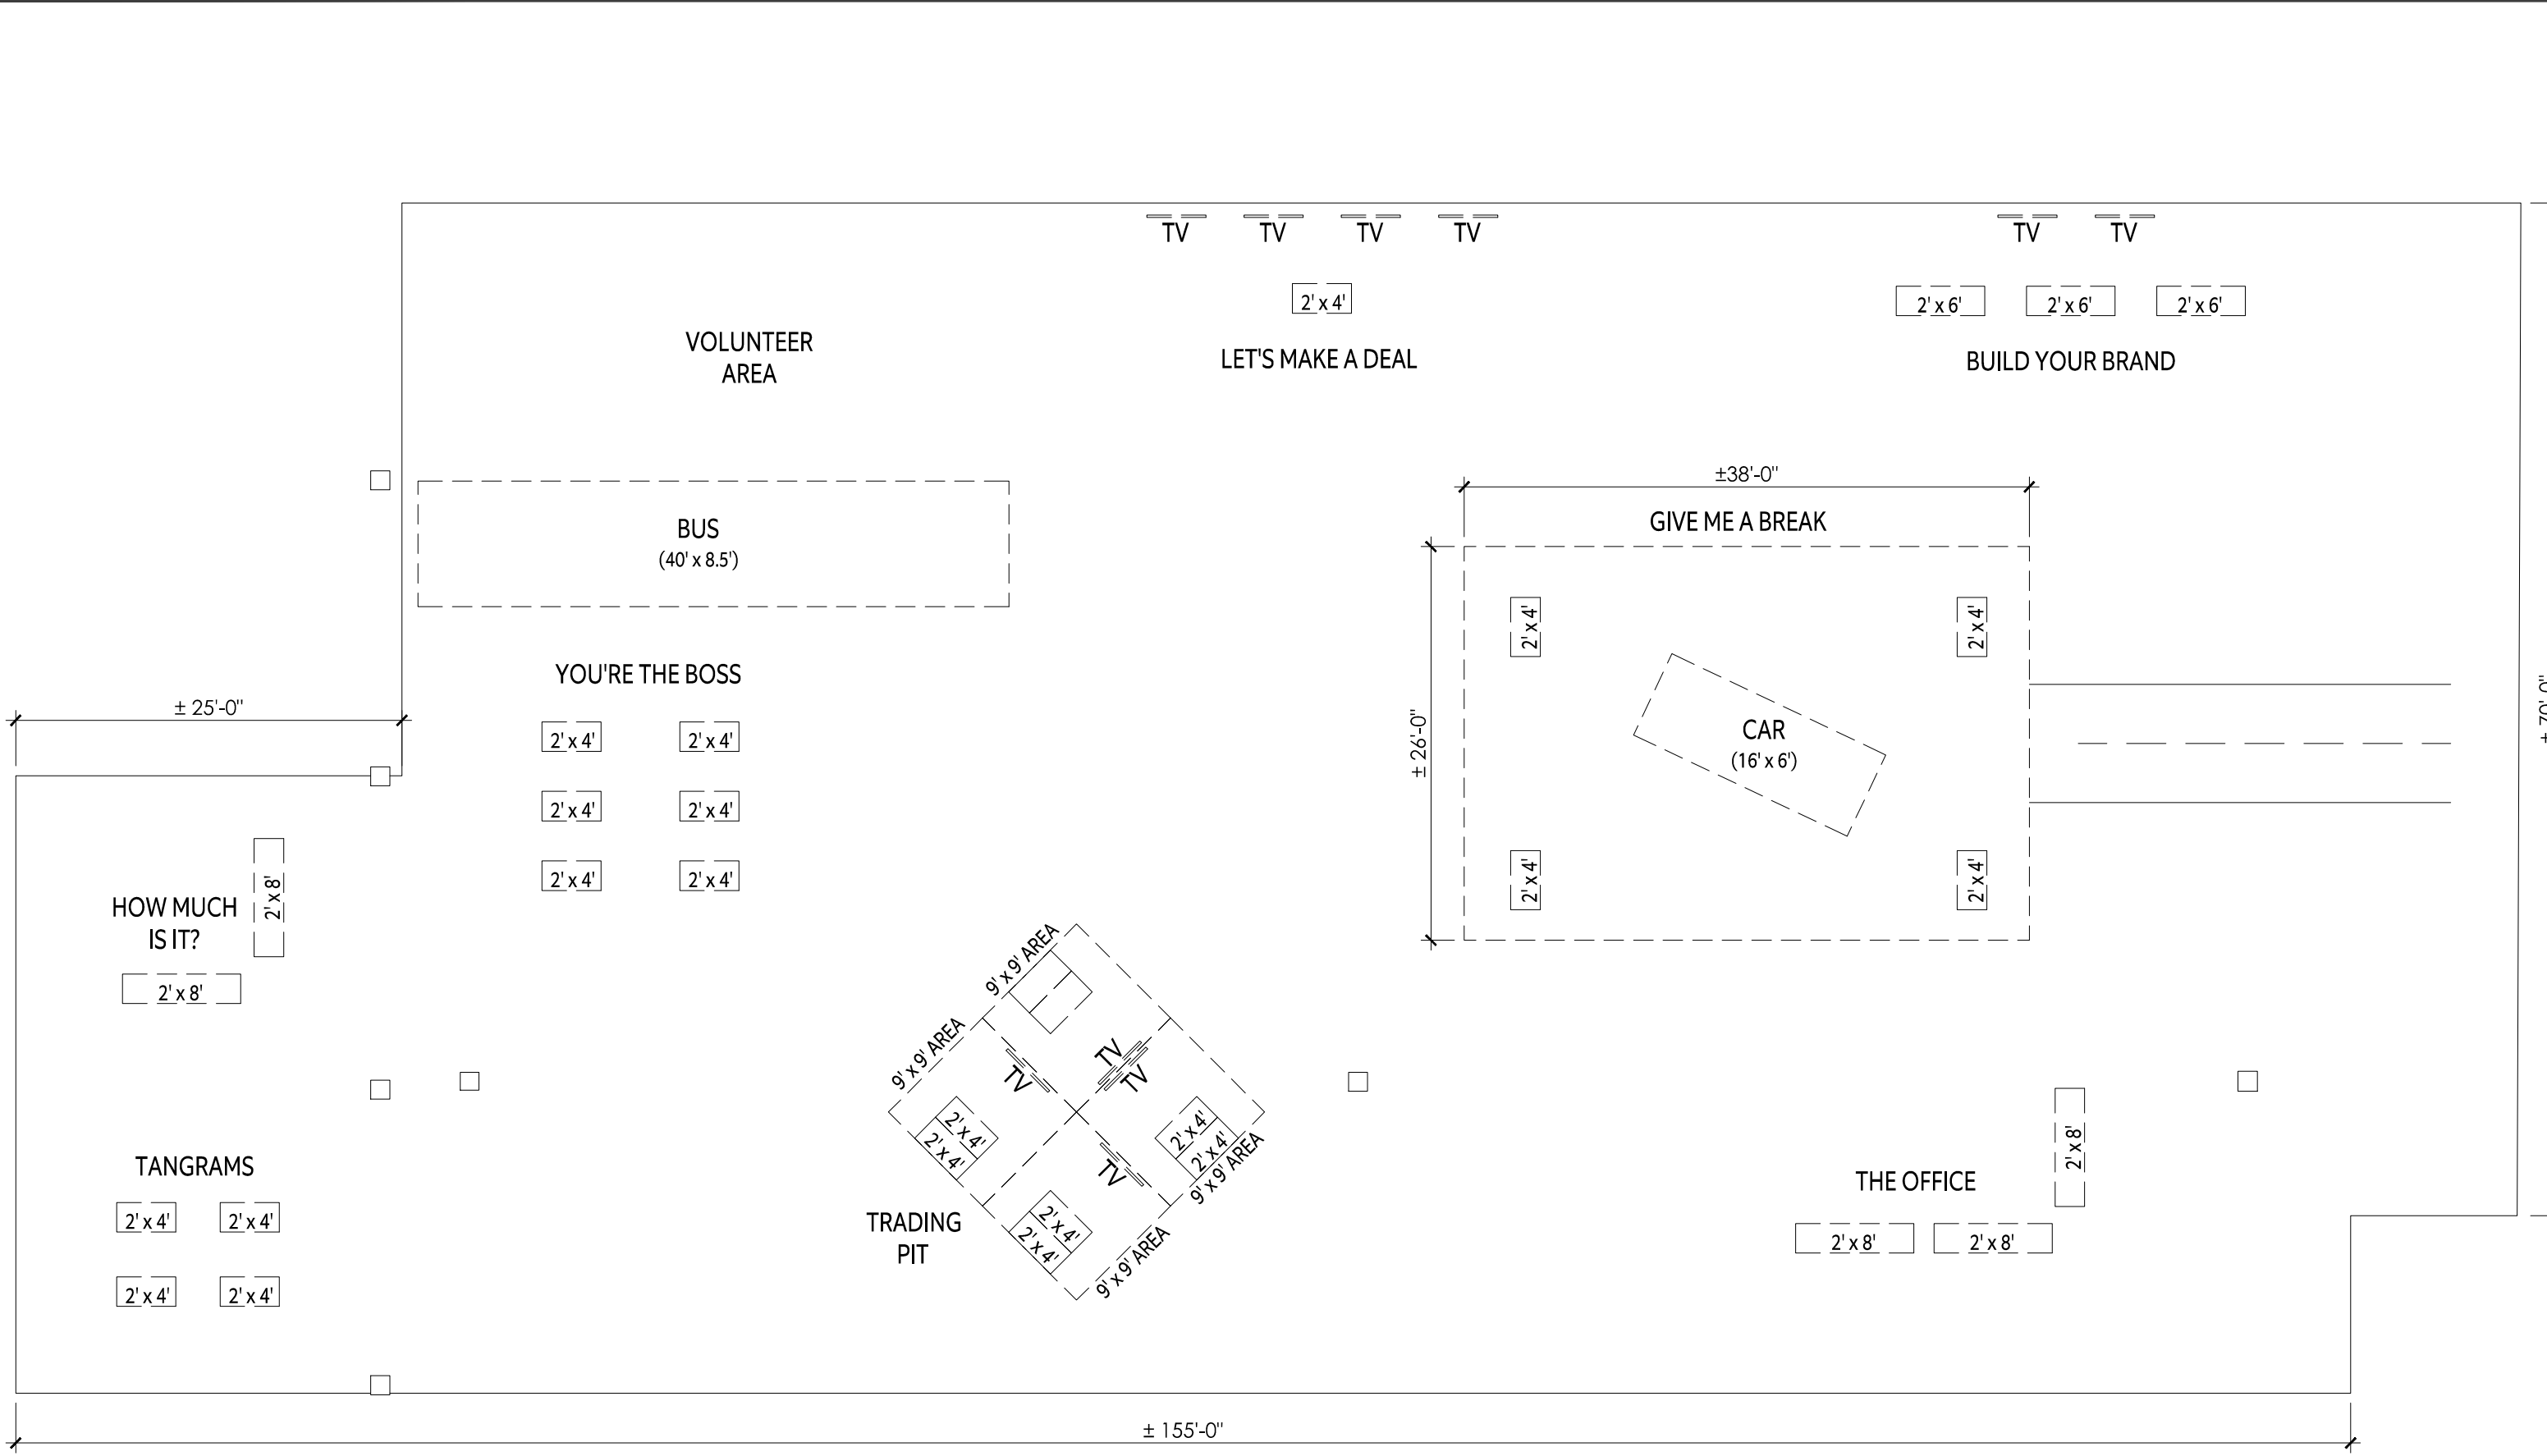 TV TV TV TV
TV TV
2' x 4'
2' x 6' 2' x 6' 2' x 6'
VOLUNTEER
AREA
LET'S MAKE A DEAL
BUILD YOUR BRAND
±38'-0"
GIVE ME A BREAK
BUS
(40' x 8.5')
2' x 4'
2' x 4'
YOU'RE THE BOSS
± 25'-0"
± 70'-0"
± 26'-0"
CAR
(16' x 6')
2' x 4' 2' x 4'
2' x 4' 2' x 4'
2' x 4' 2' x 4'
2' x 4'
2' x 4'
HOW MUCH
IS IT?
2' x 8'
2' x 8'
9' x 9' AREA
9' x 9' AREA
TV
TV
TV
2' x 4'
2' x 4'
2' x 4'
2' x 4'
9' x 9' AREA
TV
2' x 4'
2' x 4'
9' x 9' AREA
TRADING
PIT
TANGRAMS
2' x 4' 2' x 4'
2' x 4' 2' x 4'
THE OFFICE
2' x 8'
2' x 8' 2' x 8'
± 155'-0"